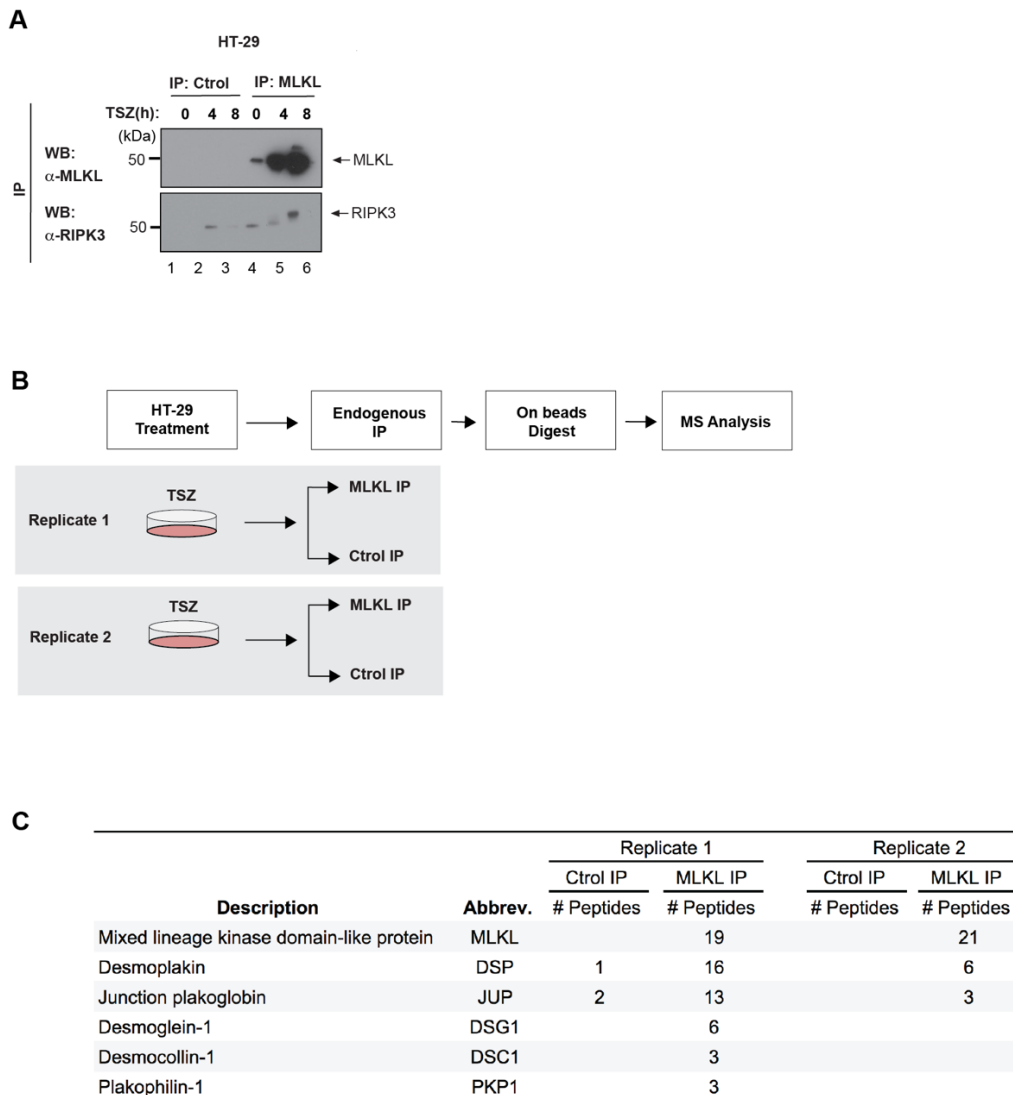 A
HT-29
IP: Ctrol IP: MLKL
TSZ(h): 0 4 8 0 4 8
(kDa)
IP
WB:
α-MLKL
50
MLKL
WB:
α-RIPK3
50
RIPK3
1 2 3 4 5 6
B
HT-29
Treatment
Endogenous
IP
On beads
Digest
MS Analysis
Replicate 1
TSZ
MLKL IP
Ctrol IP
Replicate 2
TSZ
MLKL IP
Ctrol IP
C
Replicate 1 Replicate 2
Ctrol IP MLKL IP Ctrol IP MLKL IP
Description Abbrev. # Peptides # Peptides # Peptides # Peptides
Mixed lineage kinase domain-like protein MLKL 19 21
Desmoplakin DSP 1 16 6
Junction plakoglobin JUP 2 13 3
Desmoglein-1 DSG1 6
Desmocollin-1 DSC1 3
Plakophilin-1 PKP1 3